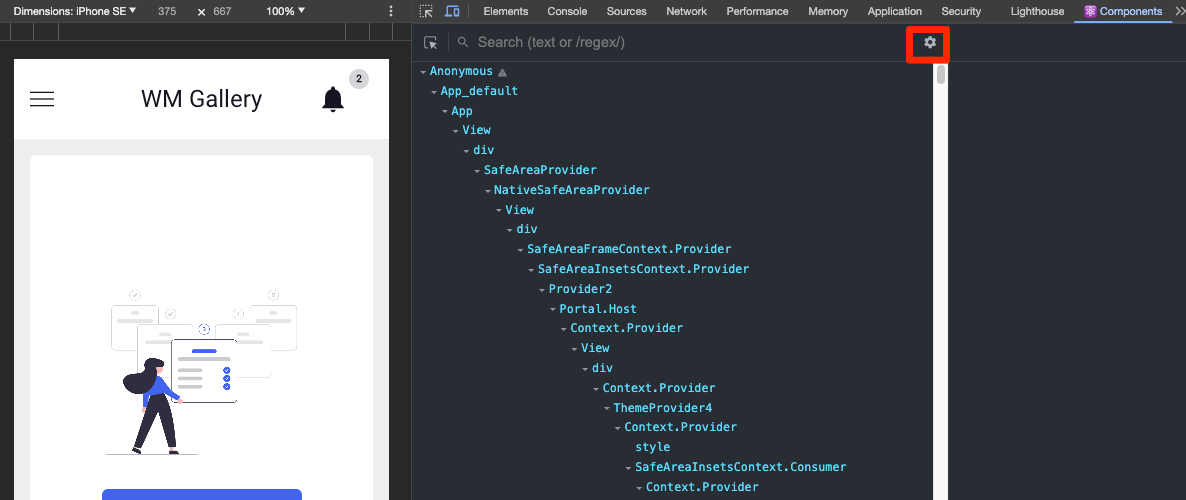 Dimensions: iPhone SE ▼ 375 × 667 100% ▼
Elements Console Sources Network Performance Memory Application Security Lighthouse Components
Search (text or /regex/)
WM Gallery
2
Anonymous
App_default
App
View
div
SafeAreaProvider
NativeSafeAreaProvider
View
div
SafeAreaFrameContext.Provider
SafeAreaInsetsContext.Provider
Provider2
Portal.Host
Context.Provider
View
div
Context.Provider
ThemeProvider4
Context.Provider
style
SafeAreaInsetsContext.Consumer
Context.Provider